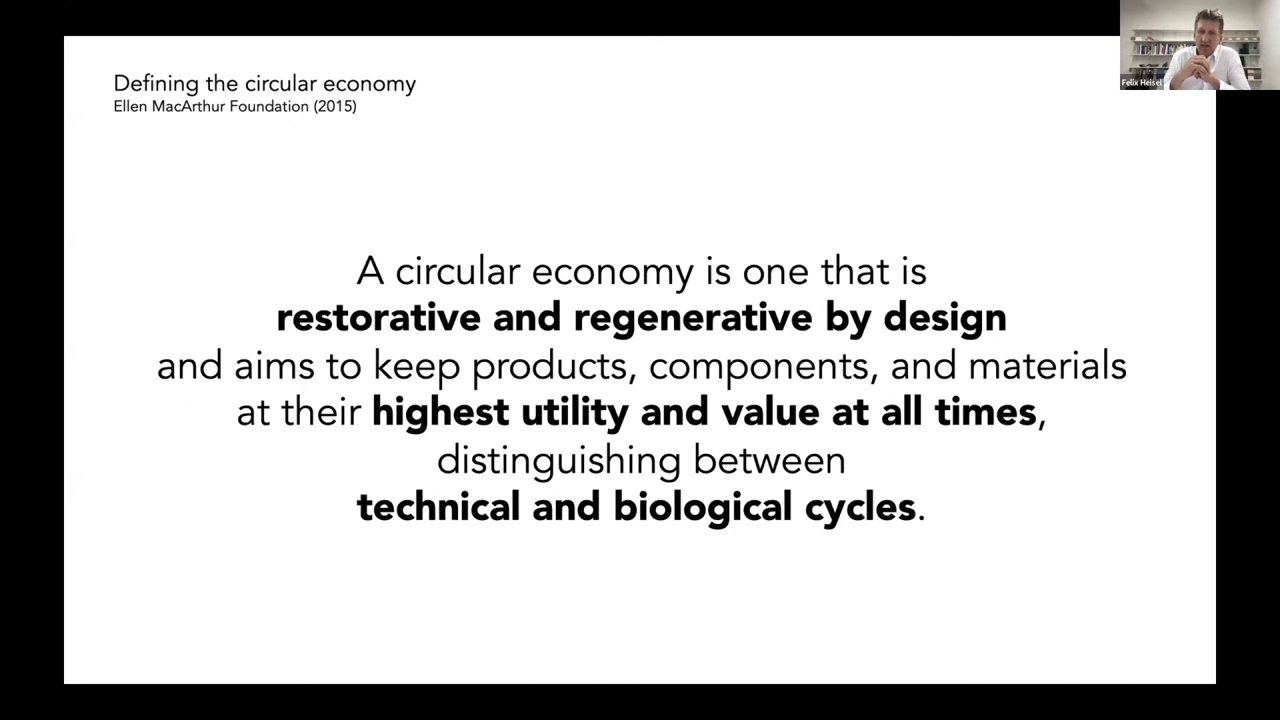 Defining the circular economy
Ellen MacArthur Foundation (2015)
Felix Heisel
A circular economy is one that is
restorative and regenerative by design
and aims to keep products, components, and materials
at their highest utility and value at all times,
distinguishing between
technical and biological cycles.